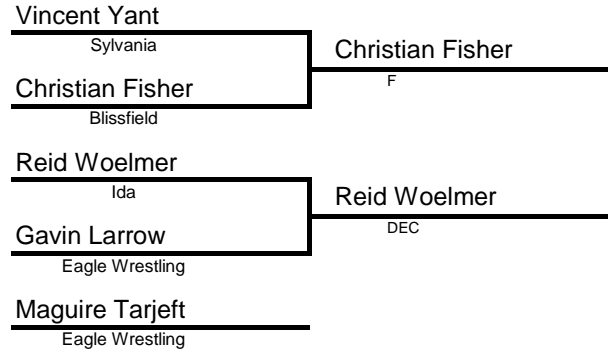 Vincent Yant
Sylvania
Christian Fisher
F
Christian Fisher
Blissfield
Reid Woelmer
Ida
Reid Woelmer
DEC
Gavin Larrow
Eagle Wrestling
Maguire Tarjeft
Eagle Wrestling